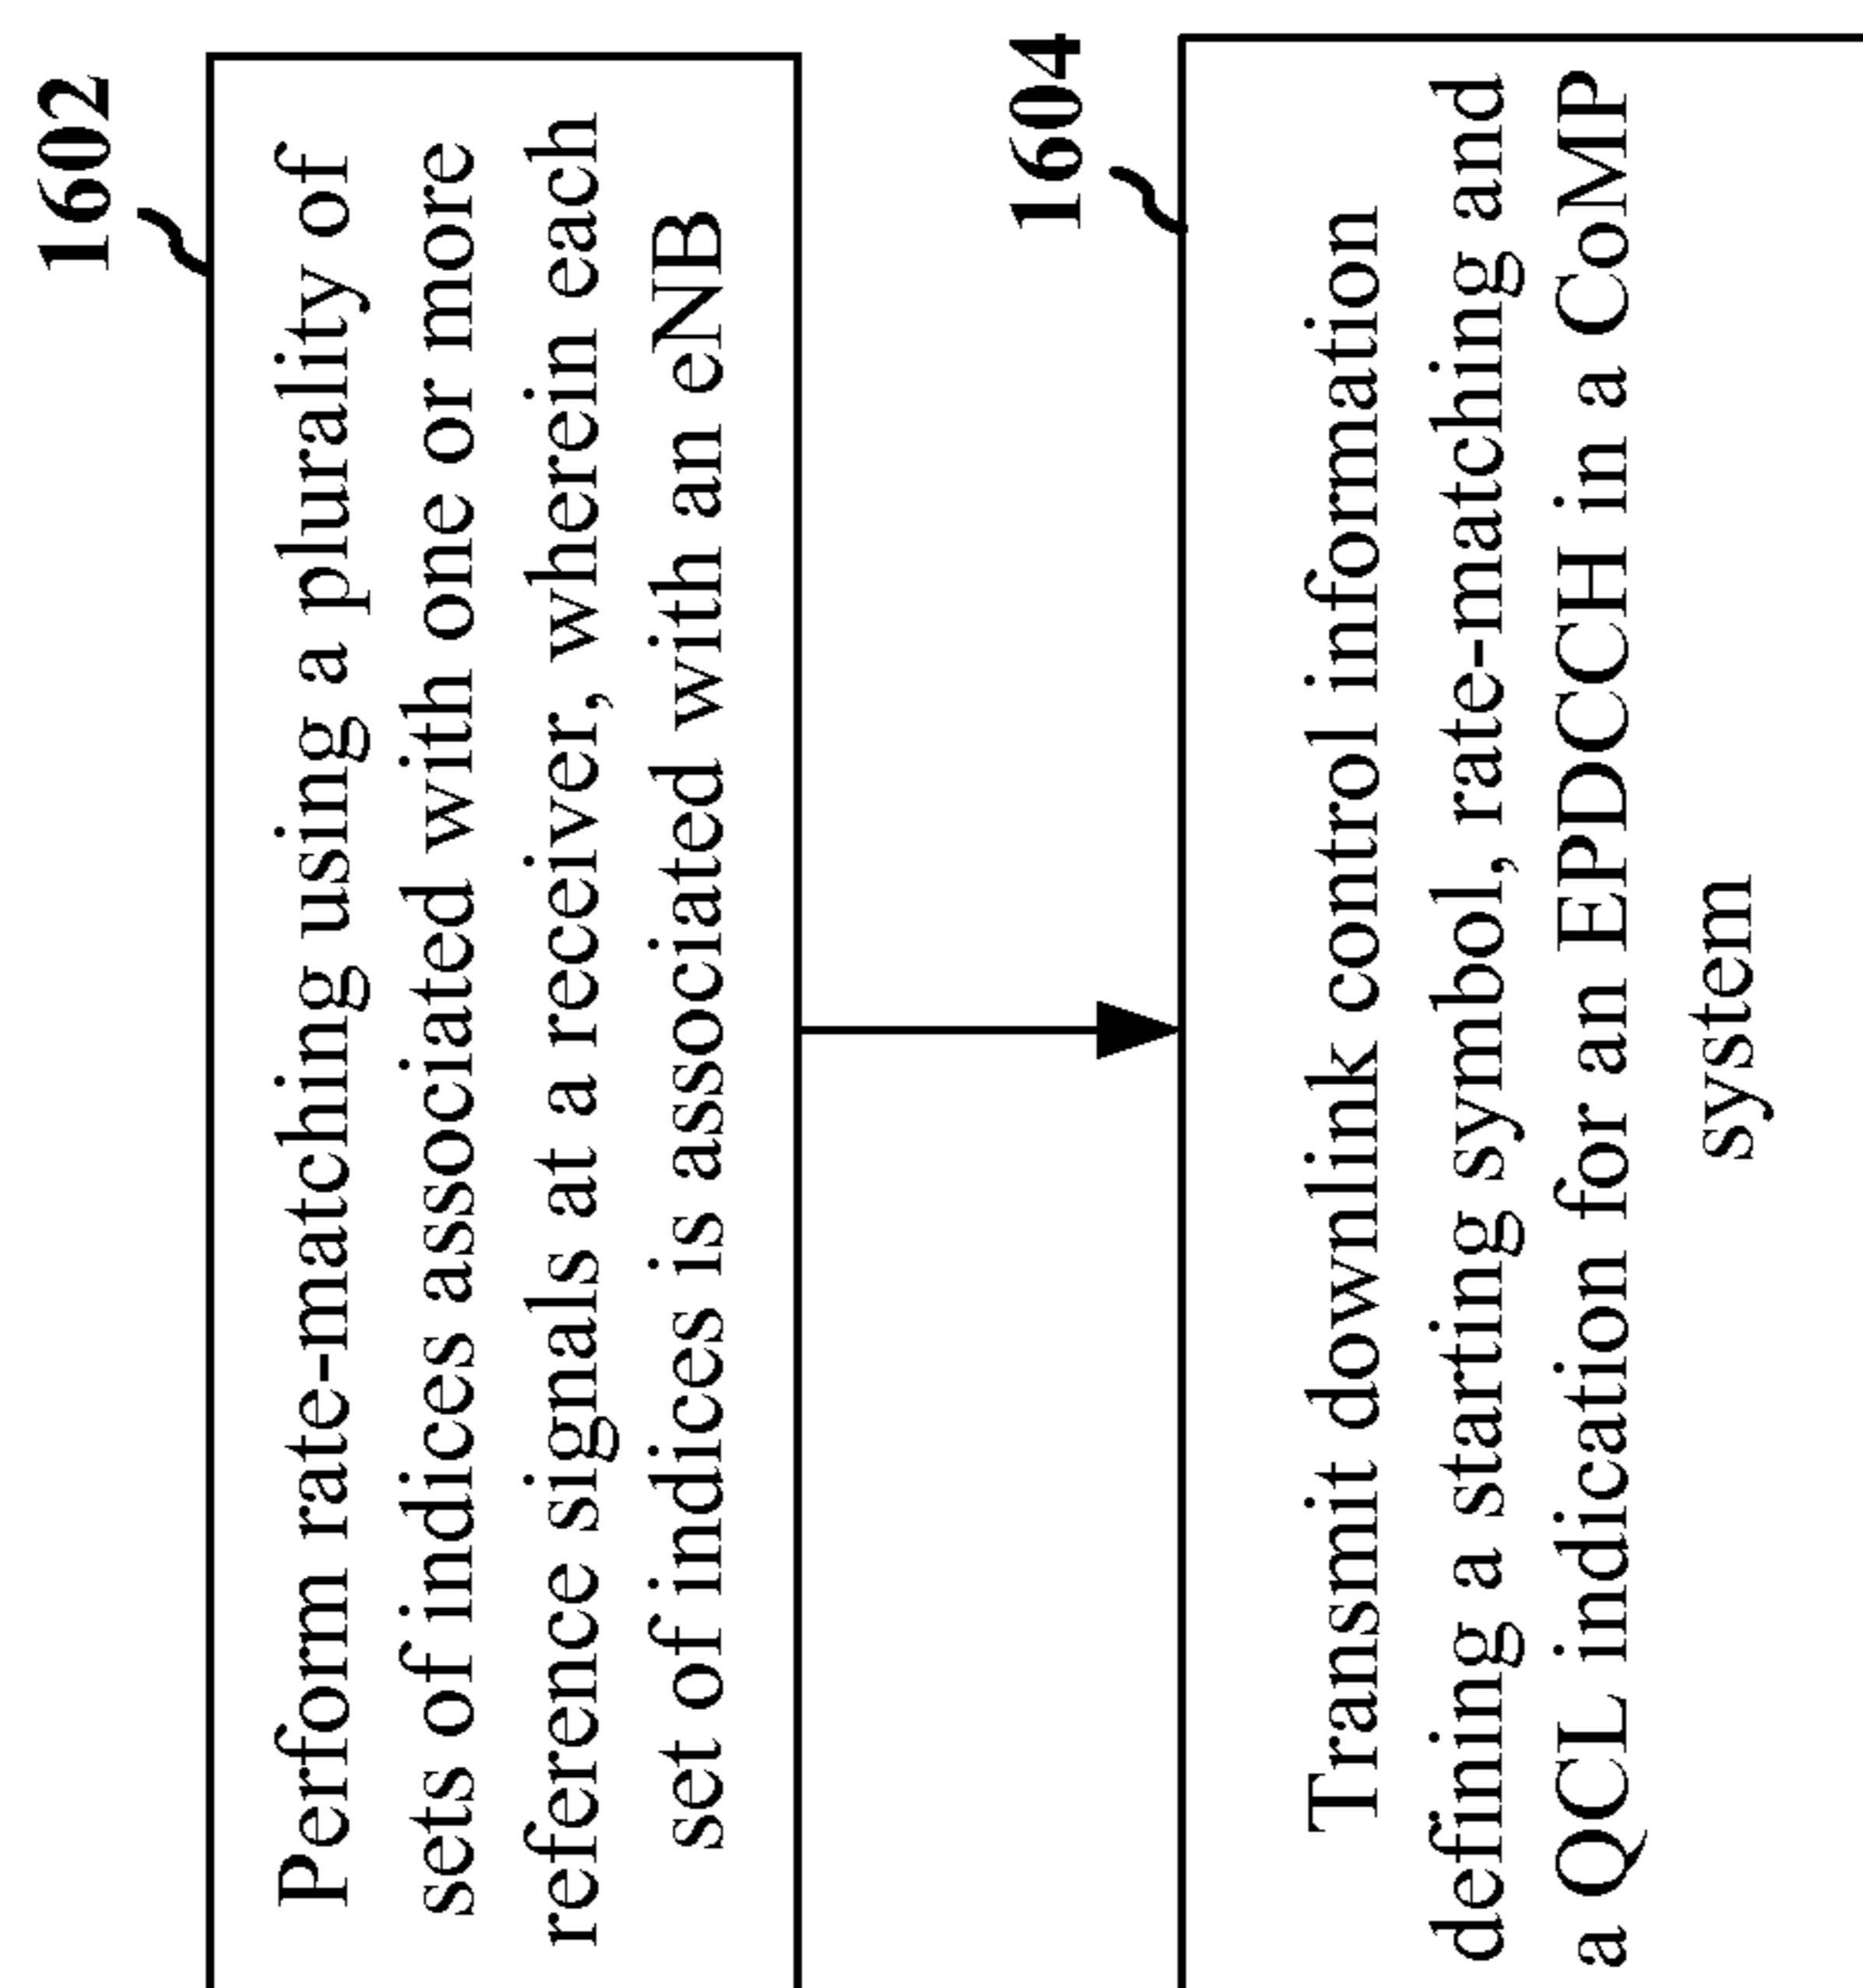 1602
Perform rate-matching using a plurality of
sets of indices associated with one or more
reference signals at a receiver, wherein each
set of indices is associated with an eNB
1604
Transmit downlink control information
defining a starting symbol, rate-matching and
a QCL indication for an EPDCCH in a CoMP
system